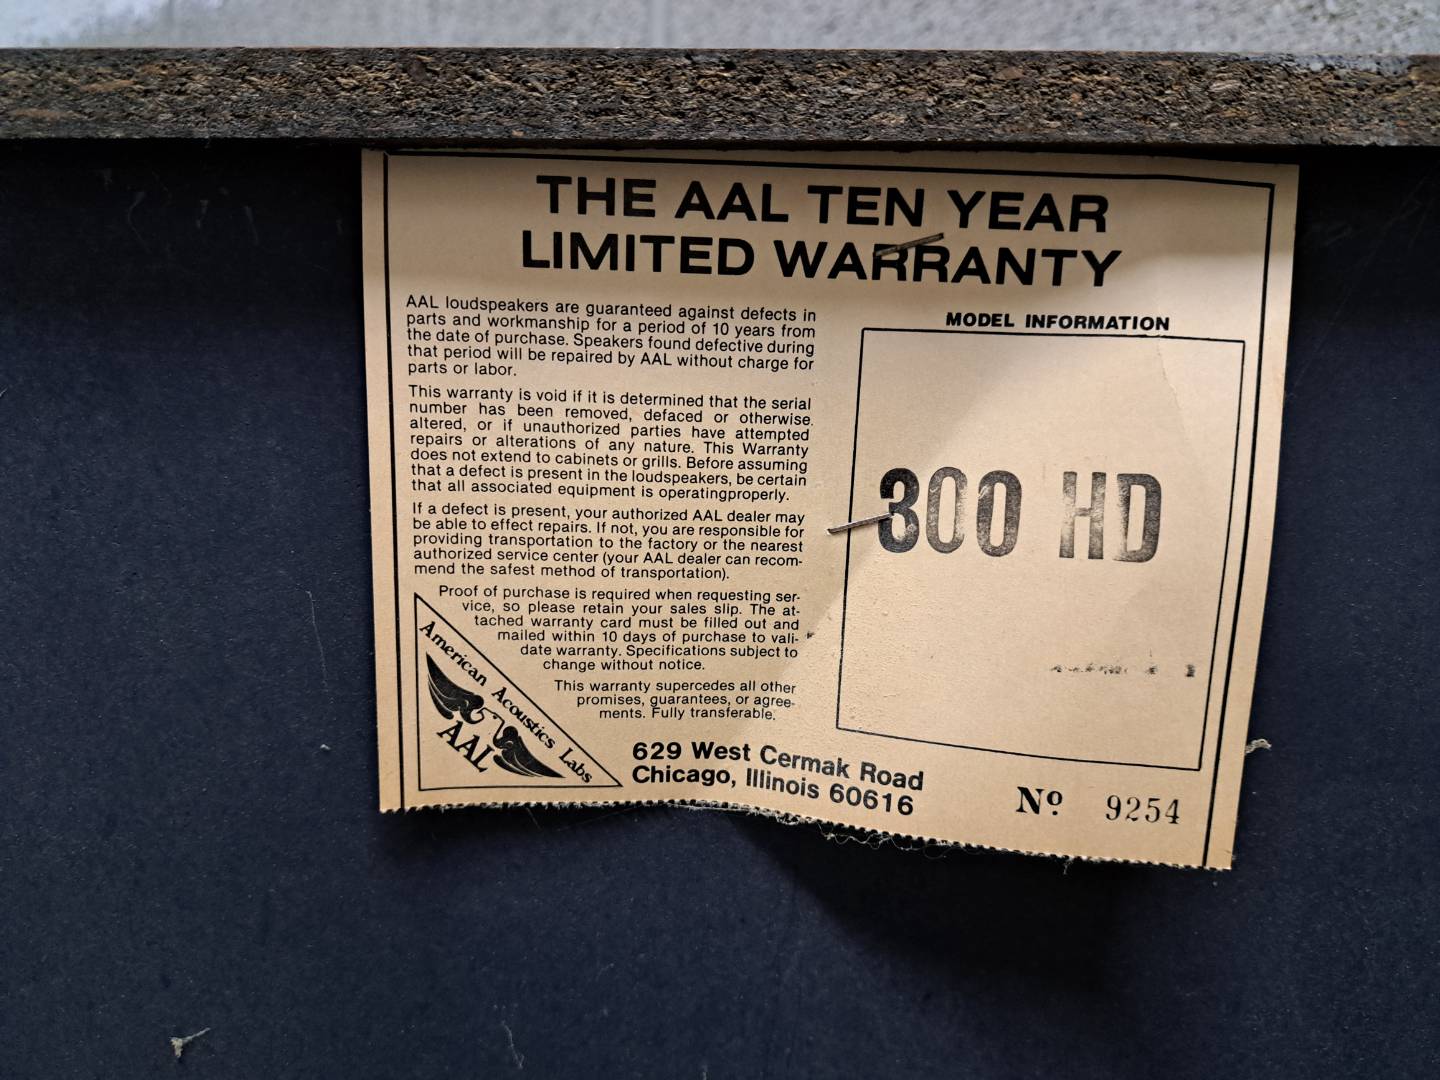 THE AAL TEN YEAR
LIMITED WARRANTY
AAL loudspeakers are guaranteed against defects in
parts and workmanship for a period of 10 years from
the date of purchase. Speakers found defective during
that period will be repaired by AAL without charge for
parts or labor.
This warranty is void if it is determined that the serial
number has been removed, defaced or otherwise.
altered, or if unauthorized parties have attempted
repairs or alterations of any nature. This Warranty
does not extend to cabinets or grills. Before assuming
that a defect is present in the loudspeakers, be certain
that all associated equipment is operatingproperly.
If a defect is present, your authorized AAL dealer may
be able to effect repairs. If not, you are responsible for
providing transportation to the factory or the nearest
authorized service center (your AAL dealer can recom-
mend the safest method of transportation).
Proof of purchase is required when requesting ser-
vice, so please retain your sales slip. The at-
tached warranty card must be filled out and
mailed within 10 days of purchase to vali-
date warranty. Specifications subject to
change without notice.
This warranty supercedes all other
promises, guarantees, or agree-
ments. Fully transferable.
American Acoustics Labs
AAL
629 West Cermak Road
Chicago, Illinois 60616
MODEL INFORMATION
300 HD
Nº 9254